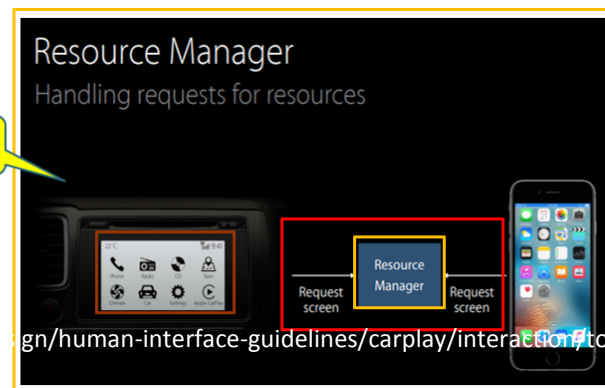 Resource Manager
Handling requests for resources
22°C
9:41
Phone
Radio
CD
Navi
Climate
Car
Settings
Apple CarPlay
Request
screen
Resource
Manager
Request
screen
gn/human-interface-guidelines/carplay/interaction/to